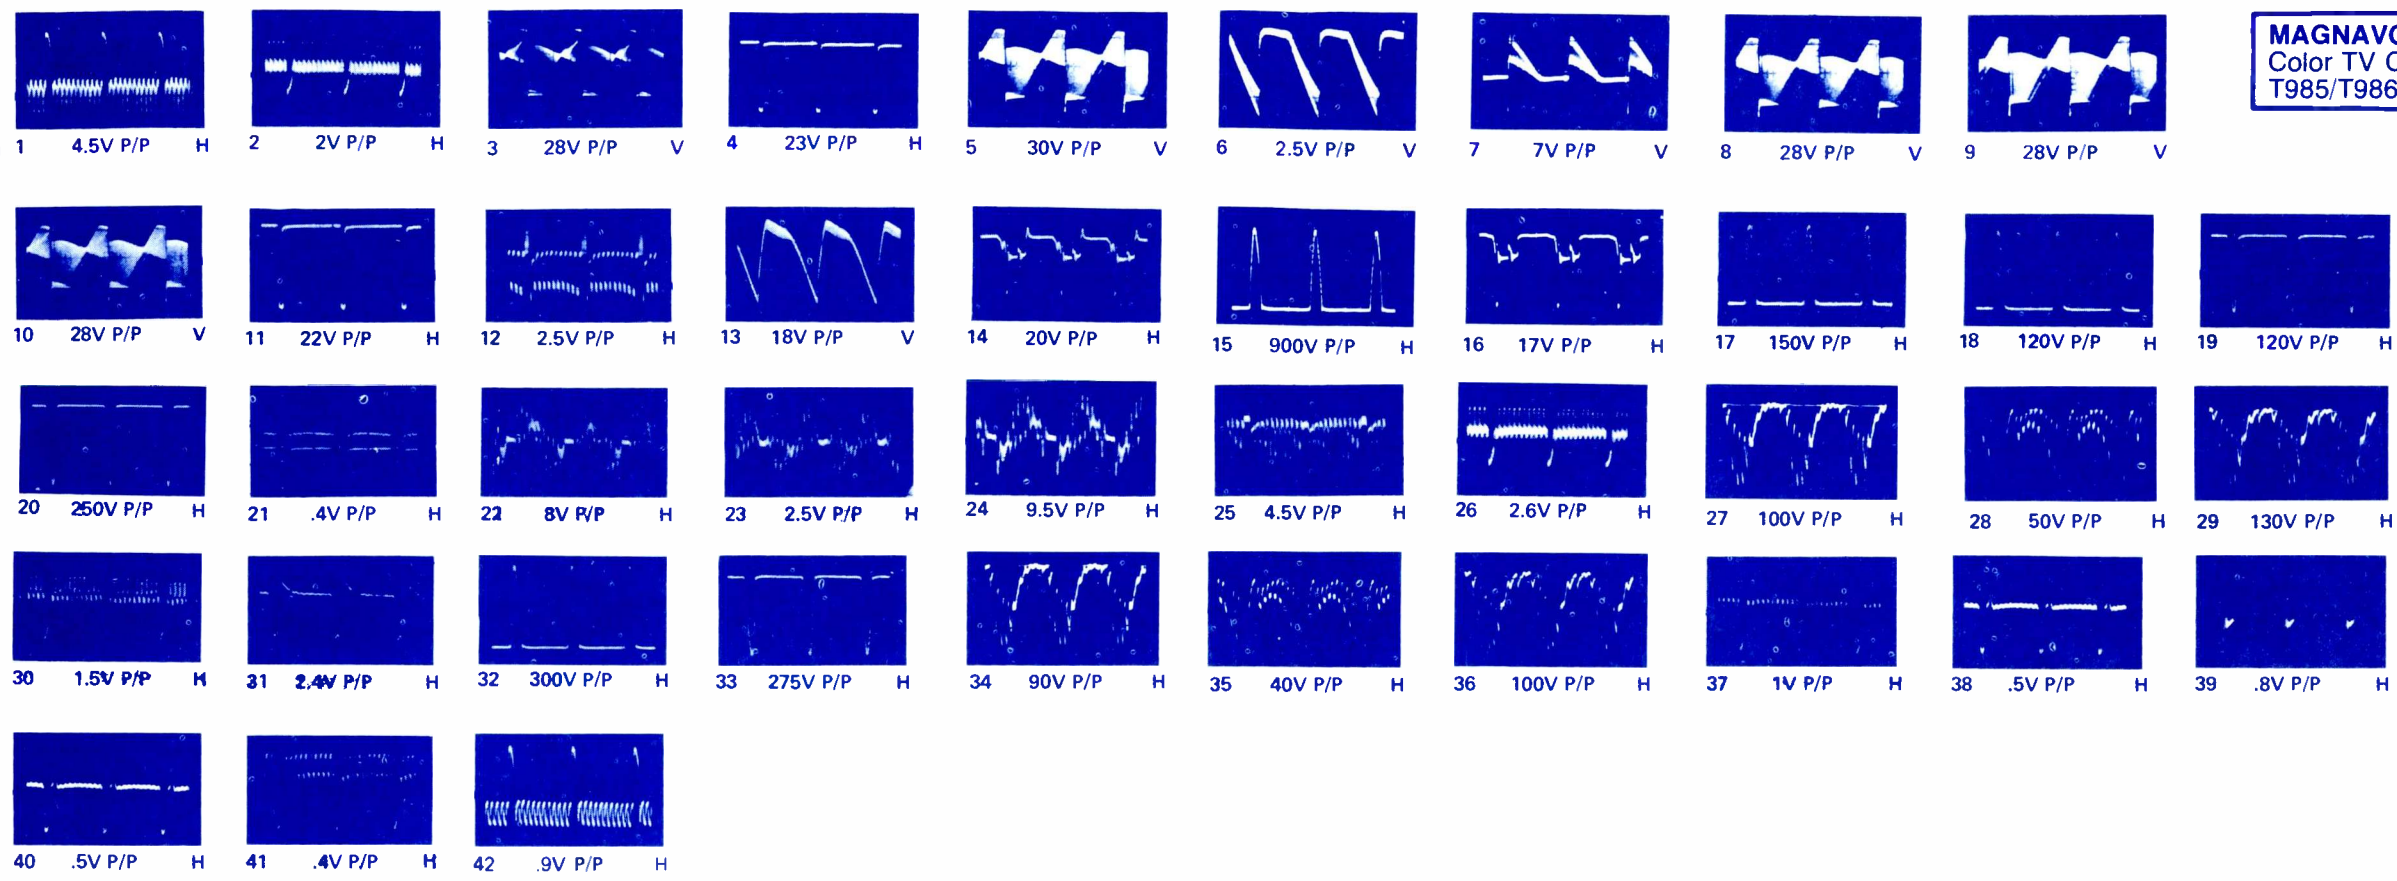 MAGNAVO
Color TV C
T985/T986
1 4.5V P/P H
2 2V P/P H
3 28V P/P V
4 23V P/P H
5 30V P/P V
6 2.5V P/P V
7 7V P/P V
8 28V P/P V
9 28V P/P V
10 28V P/P V
11 22V P/P H
12 2.5V P/P H
13 18V P/P V
14 20V P/P H
15 900V P/P H
16 17V P/P H
17 150V P/P H
18 120V P/P H
19 120V P/P H
20 250V P/P H
21 .4V P/P H
22 8V P/P H
23 2.5V P/P H
24 9.5V P/P H
25 4.5V P/P H
26 2.6V P/P H
27 100V P/P H
28 50V P/P H
29 130V P/P H
30 1.5V P/P H
31 2.4V P/P H
32 300V P/P H
33 275V P/P H
34 90V P/P H
35 40V P/P H
36 100V P/P H
37 1V P/P H
38 .5V P/P H
39 .8V P/P H
40 .5V P/P H
41 .4V P/P H
42 .9V P/P H